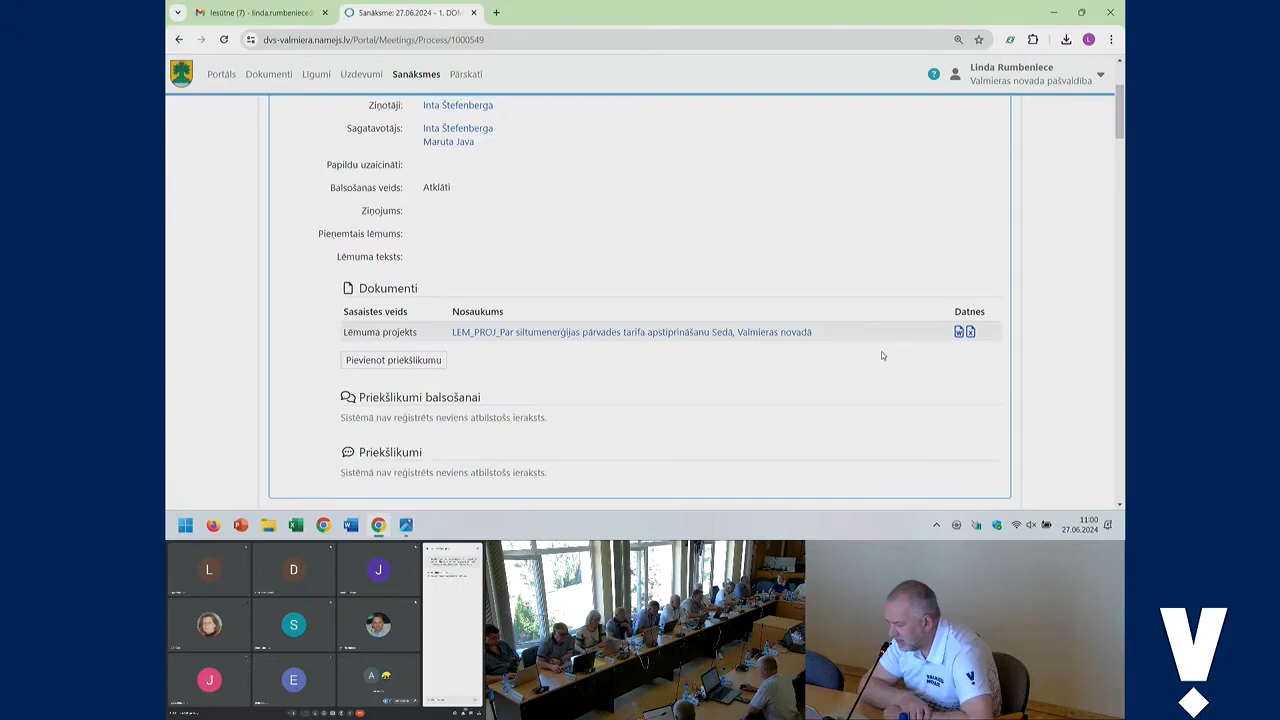 Iesūtne (7) - linda.rumbeniece@
Sanāksme: 27.06.2024 - 1. DOM
dvs-valmiera.namejs.lv/Portal/Meetings/Process/1000549
Portāls Dokumenti Līgumi Uzdevumi Sanāksmes Pārskati
Linda Rumbeniece
Valmieras novada pašvaldība
L
Ziņotāji: Inta Štefenberga
Sagatavotājs: Inta Štefenberga
Maruta Java
Papildu uzaicināti:
Balsošanas veids: Atklāti
Ziņojums:
Pieņemtais lēmums:
Lēmuma teksts:
Dokumenti
Sasaistes veids Nosaukums Datnes
Lēmuma projekts LEM_PROJ_Par siltumenerģijas pārvades tarifa apstiprināšanu Sedā, Valmieras novadā
Pievienot priekšlikumu
Priekšlikumi balsošanai
Sistēmā nav reģistrēts neviens atbilstošs ieraksts.
Priekšlikumi
Sistēmā nav reģistrēts neviens atbilstošs ieraksts.
11:00
27.06.2024
L D J
S
J E A